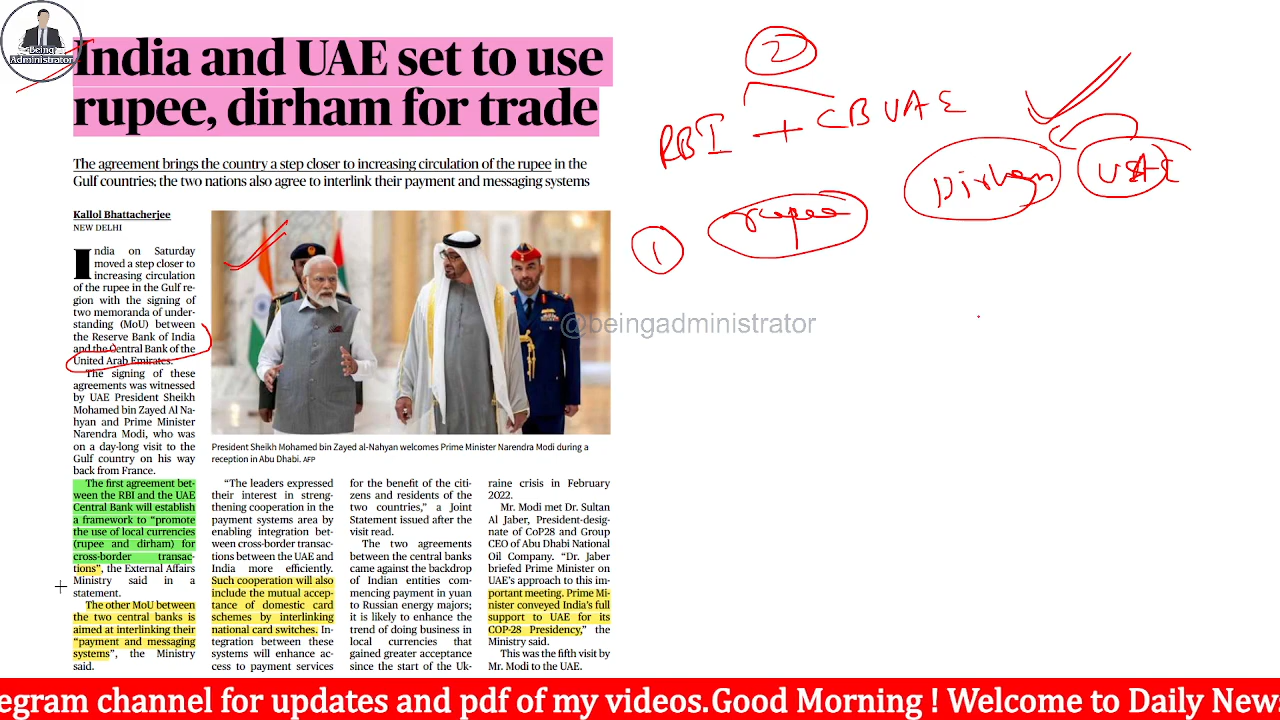 Being
Administrator
India and UAE set to use
rupee, dirham for trade
The agreement brings the country a step closer to increasing circulation of the rupee in the
Gulf countries; the two nations also agree to interlink their payment and messaging systems
Kallol Bhattacherjee
NEW DELHI
India on Saturday
moved a step closer to
increasing circulation
of the rupee in the Gulf re-
gion with the signing of
two memoranda of under-
standing (MoU) between
the Reserve Bank of India
and the Central Bank of the
United Arab Emirates.
The signing of these
agreements was witnessed
by UAE President Sheikh
Mohamed bin Zayed Al Na-
hyan and Prime Minister
Narendra Modi, who was
on a day-long visit to the
Gulf country on his way
back from France.
The first agreement bet-
ween the RBI and the UAE
Central Bank will establish
a framework to “promote
the use of local currencies
(rupee and dirham) for
cross-border transac-
tions”, the External Affairs
Ministry said in a
statement.
The other MoU between
the two central banks is
aimed at interlinking their
“payment and messaging
systems”, the Ministry
said.
President Sheikh Mohamed bin Zayed al-Nahyan welcomes Prime Minister Narendra Modi during a
reception in Abu Dhabi. AFP
“The leaders expressed
their interest in streng-
thening cooperation in the
payment systems area by
enabling integration bet-
ween cross-border transac-
tions between the UAE and
India more efficiently.
Such cooperation will also
include the mutual accep-
tance of domestic card
schemes by interlinking
national card switches. In-
tegration between these
systems will enhance ac-
cess to payment services
for the benefit of the citi-
zens and residents of the
two countries,” a Joint
Statement issued after the
visit read.
The two agreements
between the central banks
came against the backdrop
of Indian entities com-
mencing payment in yuan
to Russian energy majors;
it is likely to enhance the
trend of doing business in
local currencies that
gained greater acceptance
since the start of the Uk-
raine crisis in February
2022.
Mr. Modi met Dr. Sultan
Al Jaber, President-desig-
nate of CoP28 and Group
CEO of Abu Dhabi National
Oil Company. “Dr. Jaber
briefed Prime Minister on
UAE’s approach to this im-
portant meeting. Prime Mi-
nister conveyed India’s full
support to UAE for its
COP-28 Presidency,” the
Ministry said.
This was the fifth visit by
Mr. Modi to the UAE.
2
RBI + CBUAE
Dirham UAE
1 rupee
@beingadministrator
egram channel for updates and pdf of my videos.Good Morning ! Welcome to Daily New